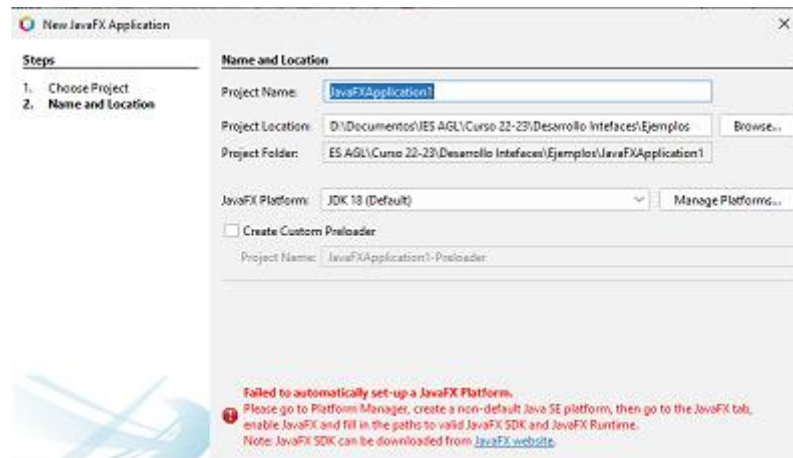 New JavaFX Application
Steps
1. Choose Project
2. Name and Location
Name and Location
Project Name: JavaFXApplication1
Project Location: D:\Documentos\IES AGL\Curso 22-23\Desarrollo Intefaces\Ejemplos Browse...
Project Folder: ES AGL\Curso 22-23\Desarrollo Intefaces\Ejemplos\JavaFXApplication1
JavaFX Platform: JDK 18 (Default) Manage Platforms...
Create Custom Preloader
Project Name: JavaFXApplication1-Preloader
Failed to automatically set-up a JavaFX Platform.
Please go to Platform Manager, create a non-default Java SE platform, then go to the JavaFX tab,
enable JavaFX and fill in the paths to valid JavaFX SDK and JavaFX Runtime.
Note: JavaFX SDK can be downloaded from JavaFX website.